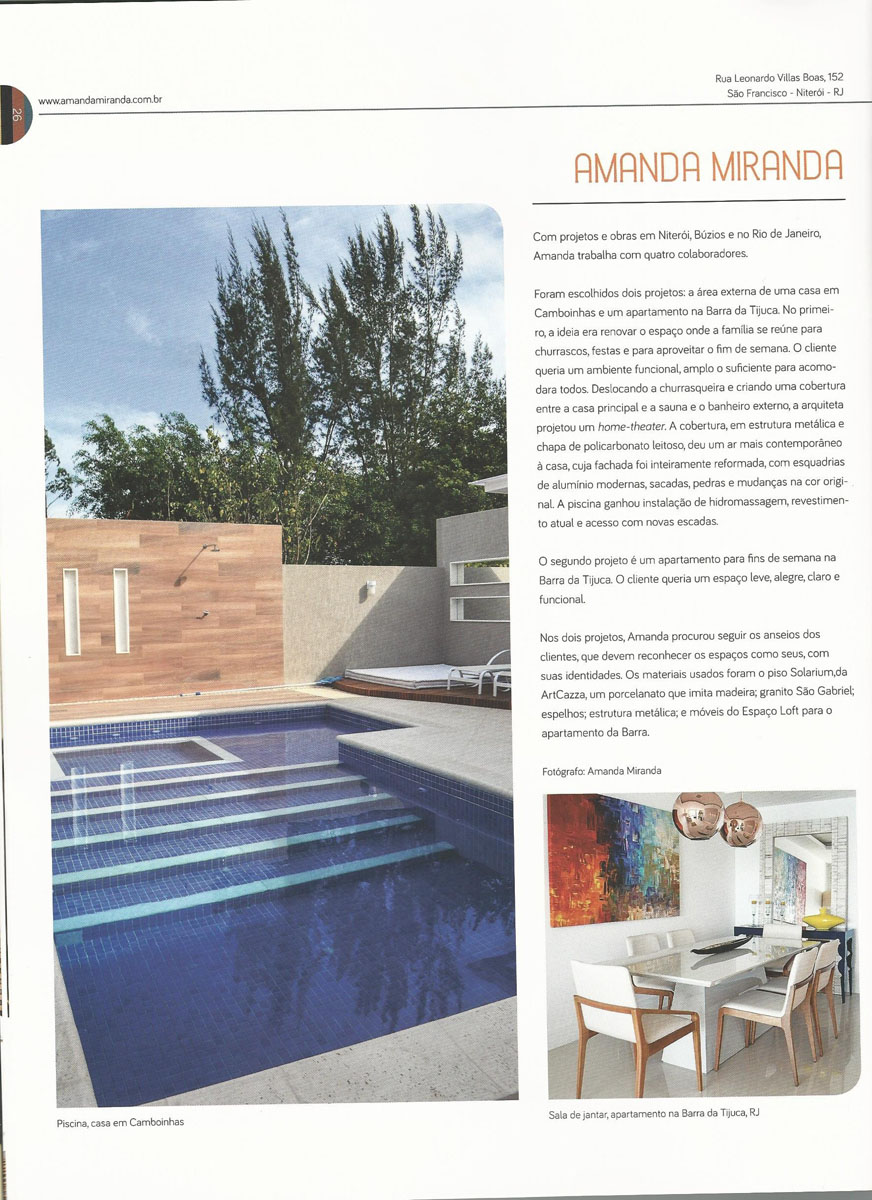 www.amandamiranda.com.br
Rua Leonardo Villas Boas, 152
São Francisco - Niterói - RJ
26
AMANDA MIRANDA
Com projetos e obras em Niterói, Búzios e no Rio de Janeiro,
Amanda trabalha com quatro colaboradores.
Foram escolhidos dois projetos: a área externa de uma casa em
Camboinhas e um apartamento na Barra da Tijuca. No primei-
ro, a ideia era renovar o espaço onde a família se reúne para
churrascos, festas e para aproveitar o fim de semana. O cliente
queria um ambiente funcional, amplo o suficiente para acomo-
dara todos. Deslocando a churrasqueira e criando uma cobertura
entre a casa principal e a sauna e o banheiro externo, a arquiteta
projetou um home-theater. A cobertura, em estrutura metálica e
chapa de policarbonato leitoso, deu um ar mais contemporâneo
à casa, cuja fachada foi inteiramente reformada, com esquadrias
de alumínio modernas, sacadas, pedras e mudanças na cor origi-
nal. A piscina ganhou instalação de hidromassagem, revestimen-
to atual e acesso com novas escadas.
O segundo projeto é um apartamento para fins de semana na
Barra da Tijuca. O cliente queria um espaço leve, alegre, claro e
funcional.
Nos dois projetos, Amanda procurou seguir os anseios dos
clientes, que devem reconhecer os espaços como seus, com
suas identidades. Os materiais usados foram o piso Solarium,da
ArtCazza, um porcelanato que imita madeira; granito São Gabriel;
espelhos; estrutura metálica; e móveis do Espaço Loft para o
apartamento da Barra.
Fotógrafo: Amanda Miranda
Piscina, casa em Camboinhas
Sala de jantar, apartamento na Barra da Tijuca, RJ